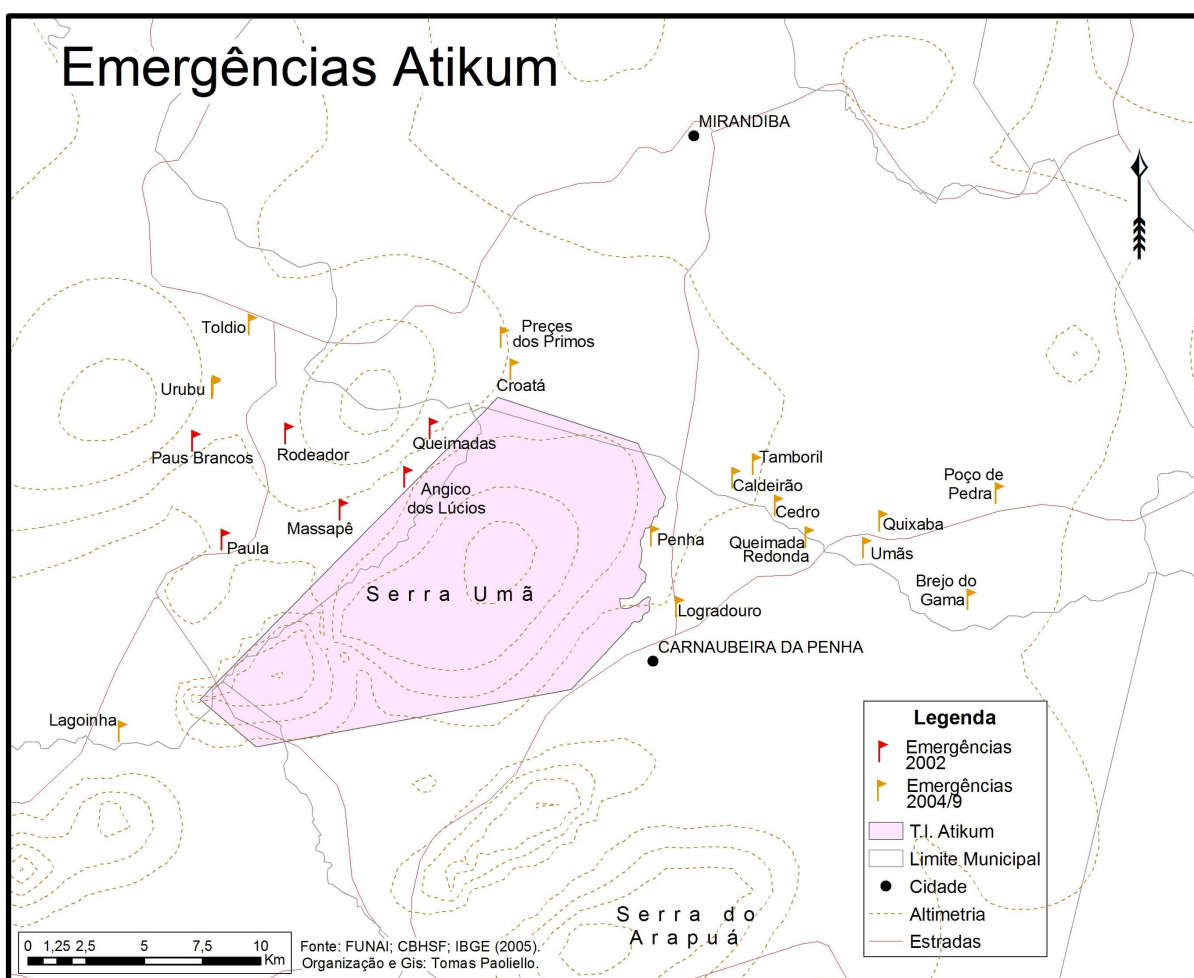 Emergências Atikum
MIRANDIBA
Toldio
Preçes
dos Primos
Urubu
Croatá
Paus Brancos
Rodeador
Queimadas
Tamboril
Caldeirão
Poço de
Pedra
Angico
dos Lúcios
Massapê
Cedro
Quixaba
Paula
Penha
Queimada
Redonda
Umãs
Serra Umã
Brejo do
Gama
Logradouro
CARNAUBEIRA DA PENHA
Lagoinha
Serra do
Arapuá
Legenda
Emergências
2002
Emergências
2004/9
T.I. Atikum
Limite Municipal
Cidade
Altimetria
Estradas
0 1,25 2,5 5 7,5 10
Km
Fonte: FUNAI; CBHSF; IBGE (2005).
Organização e Gis: Tomas Paoliello.